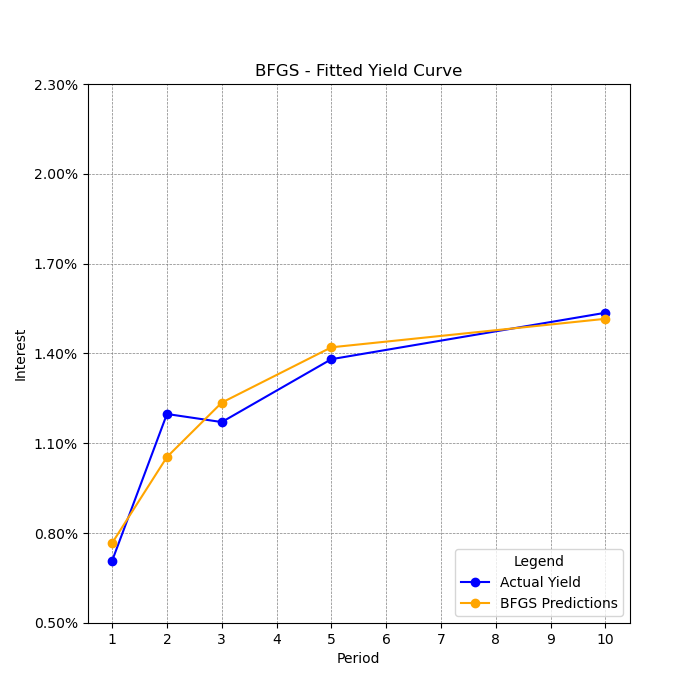 BFGS - Fitted Yield Curve
2.30%
2.00%
1.70%
1.40%
1.10%
0.80%
0.50%
Interest
1 2 3 4 5 6 7 8 9 10
Period
Legend
Actual Yield
BFGS Predictions